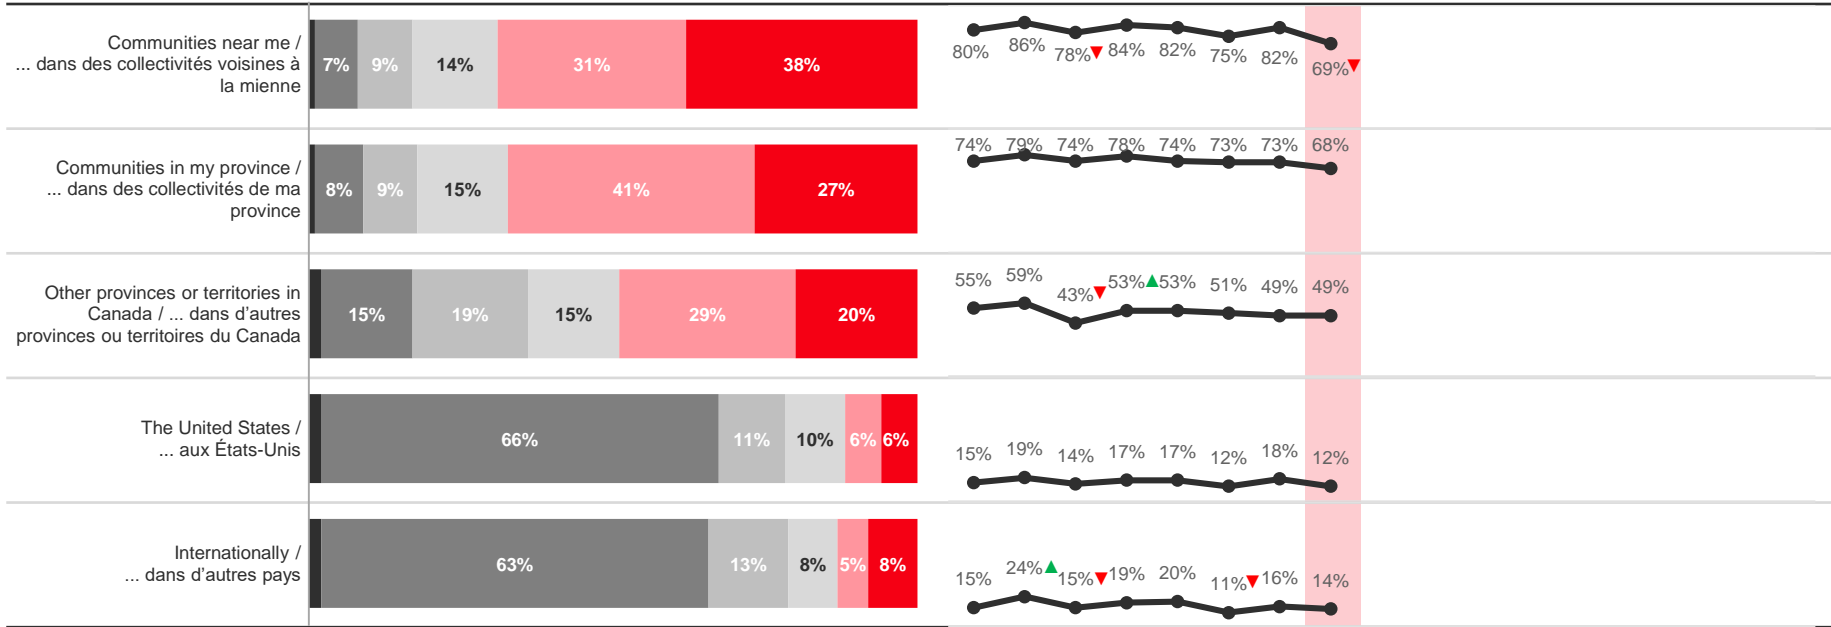 Communities near me /
... dans des collectivités voisines à
la mienne
7% 9% 14% 31% 38%
80% 86% 78%▼ 84% 82% 75% 82% 69%▼
Communities in my province /
... dans des collectivités de ma
province
8% 9% 15% 41% 27%
74% 79% 74% 78% 74% 73% 73% 68%
Other provinces or territories in
Canada / ... dans d'autres
provinces ou territoires du Canada
15% 19% 15% 29% 20%
55% 59% 43%▼ 53%▲ 53% 51% 49% 49%
The United States /
... aux États-Unis
66% 11% 10% 6% 6%
15% 19% 14% 17% 17% 12% 18% 12%
Internationally /
... dans d'autres pays
63% 13% 8% 5% 8%
15% 24%▲ 15%▼ 19% 20% 11%▼ 16% 14%